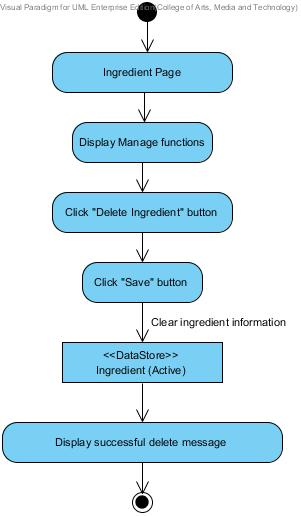 Visual Paradigm for UML Enterprise Edition(College of Arts, Media and Technology)
Ingredient Page
Display Manage functions
Click "Delete Ingredient" button
Click "Save" button
Clear ingredient information
<<DataStore>>
Ingredient (Active)
Display successful delete message